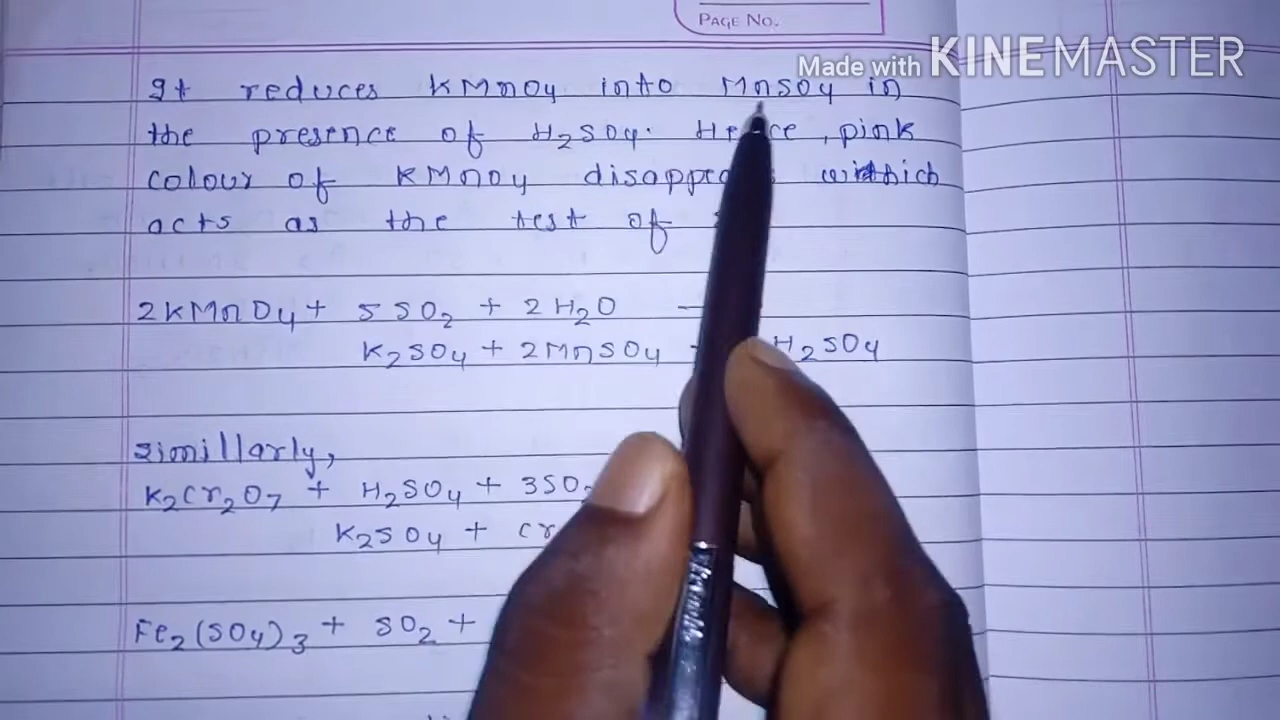 PAGE NO.
Made with KINEMASTER
It reduces KMnO4 into MnSO4 in
the presence of H2SO4. Hence, pink
colour of KMnO4 which
acts as the test of
2KMnO4 + 5SO2 + 2H2O
K2SO4 + 2MnSO4 H2SO4
Simillarly,
K2Cr2O7 + H2SO4 + 3SO2
K2SO4 + Cr
Fe2(SO4)3 + SO2 +